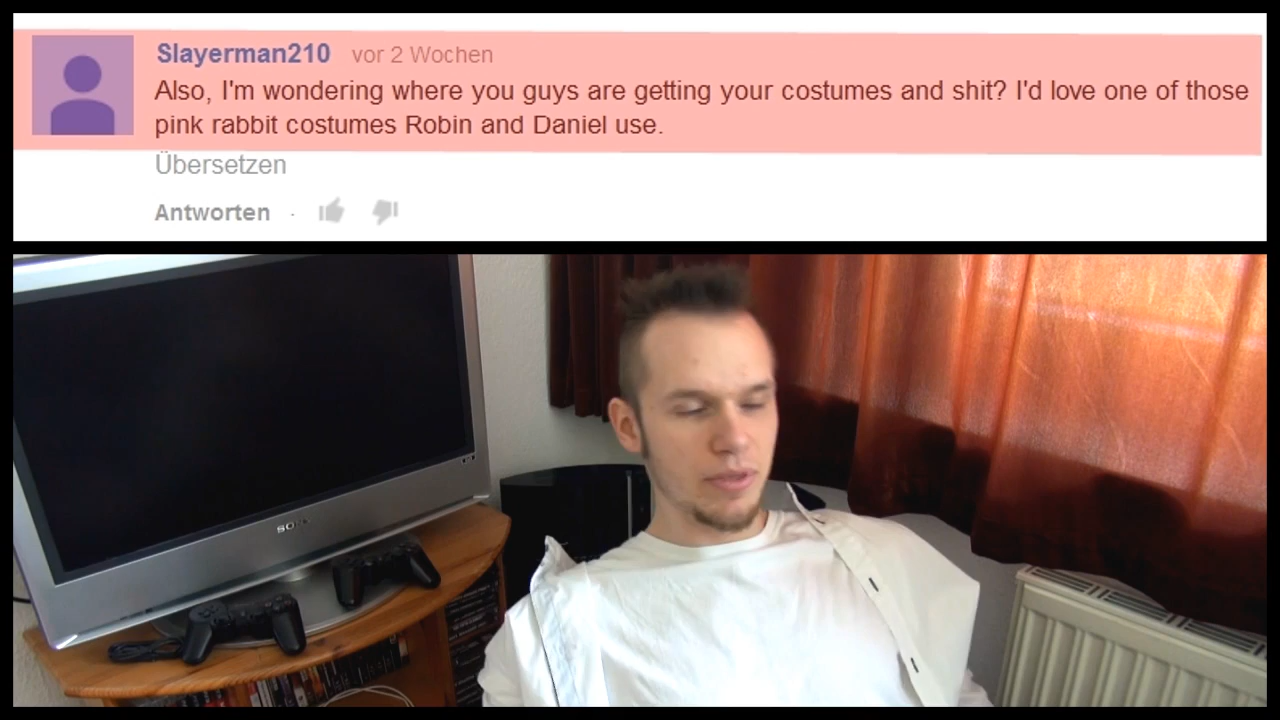 Slayerman210 vor 2 Wochen
Also, I'm wondering where you guys are getting your costumes and shit? I'd love one of those
pink rabbit costumes Robin and Daniel use.
Übersetzen
Antworten ·
SONY